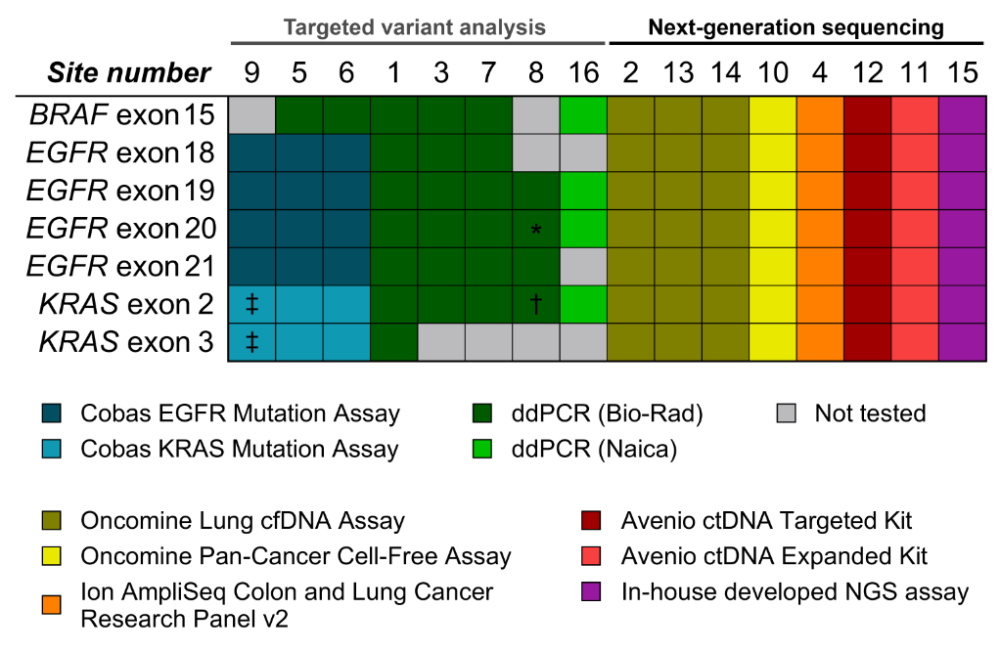 Targeted variant analysis Next-generation sequencing
Site number 9 5 6 1 3 7 8 16 2 13 14 10 4 12 11 15
BRAF exon 15
EGFR exon 18
EGFR exon 19
EGFR exon 20 *
EGFR exon 21
KRAS exon 2 ‡ †
KRAS exon 3 ‡
Cobas EGFR Mutation Assay ddPCR (Bio-Rad) Not tested
Cobas KRAS Mutation Assay ddPCR (Naica)
Oncomine Lung cfDNA Assay Avenio ctDNA Targeted Kit
Oncomine Pan-Cancer Cell-Free Assay Avenio ctDNA Expanded Kit
Ion AmpliSeq Colon and Lung Cancer In-house developed NGS assay
Research Panel v2